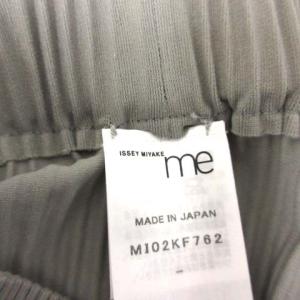 ISSEY MIYAKE
me
MADE IN JAPAN
MI02KF762
-